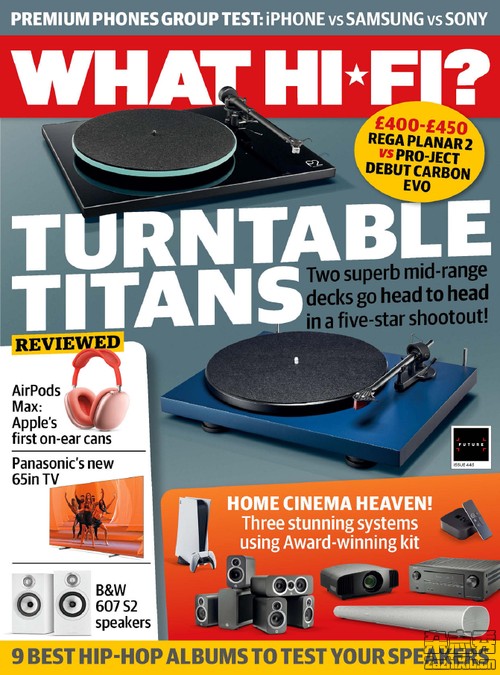 PREMIUM PHONES GROUP TEST: iPHONE vs SAMSUNG vs SONY
WHAT HI★FI?
£400-£450
REGA PLANAR 2
VS PRO-JECT
DEBUT CARBON
EVO
TURNTABLE
TITANS
Two superb mid-range
decks go head to head
in a five-star shootout!
REVIEWED
AirPods
Max:
Apple's
first on-ear cans
Panasonic's new
65in TV
B&W
607 S2
speakers
FUTURE
HOME CINEMA HEAVEN!
Three stunning systems
using Award-winning kit
9 BEST HIP-HOP ALBUMS TO TEST YOUR SPEAKERS